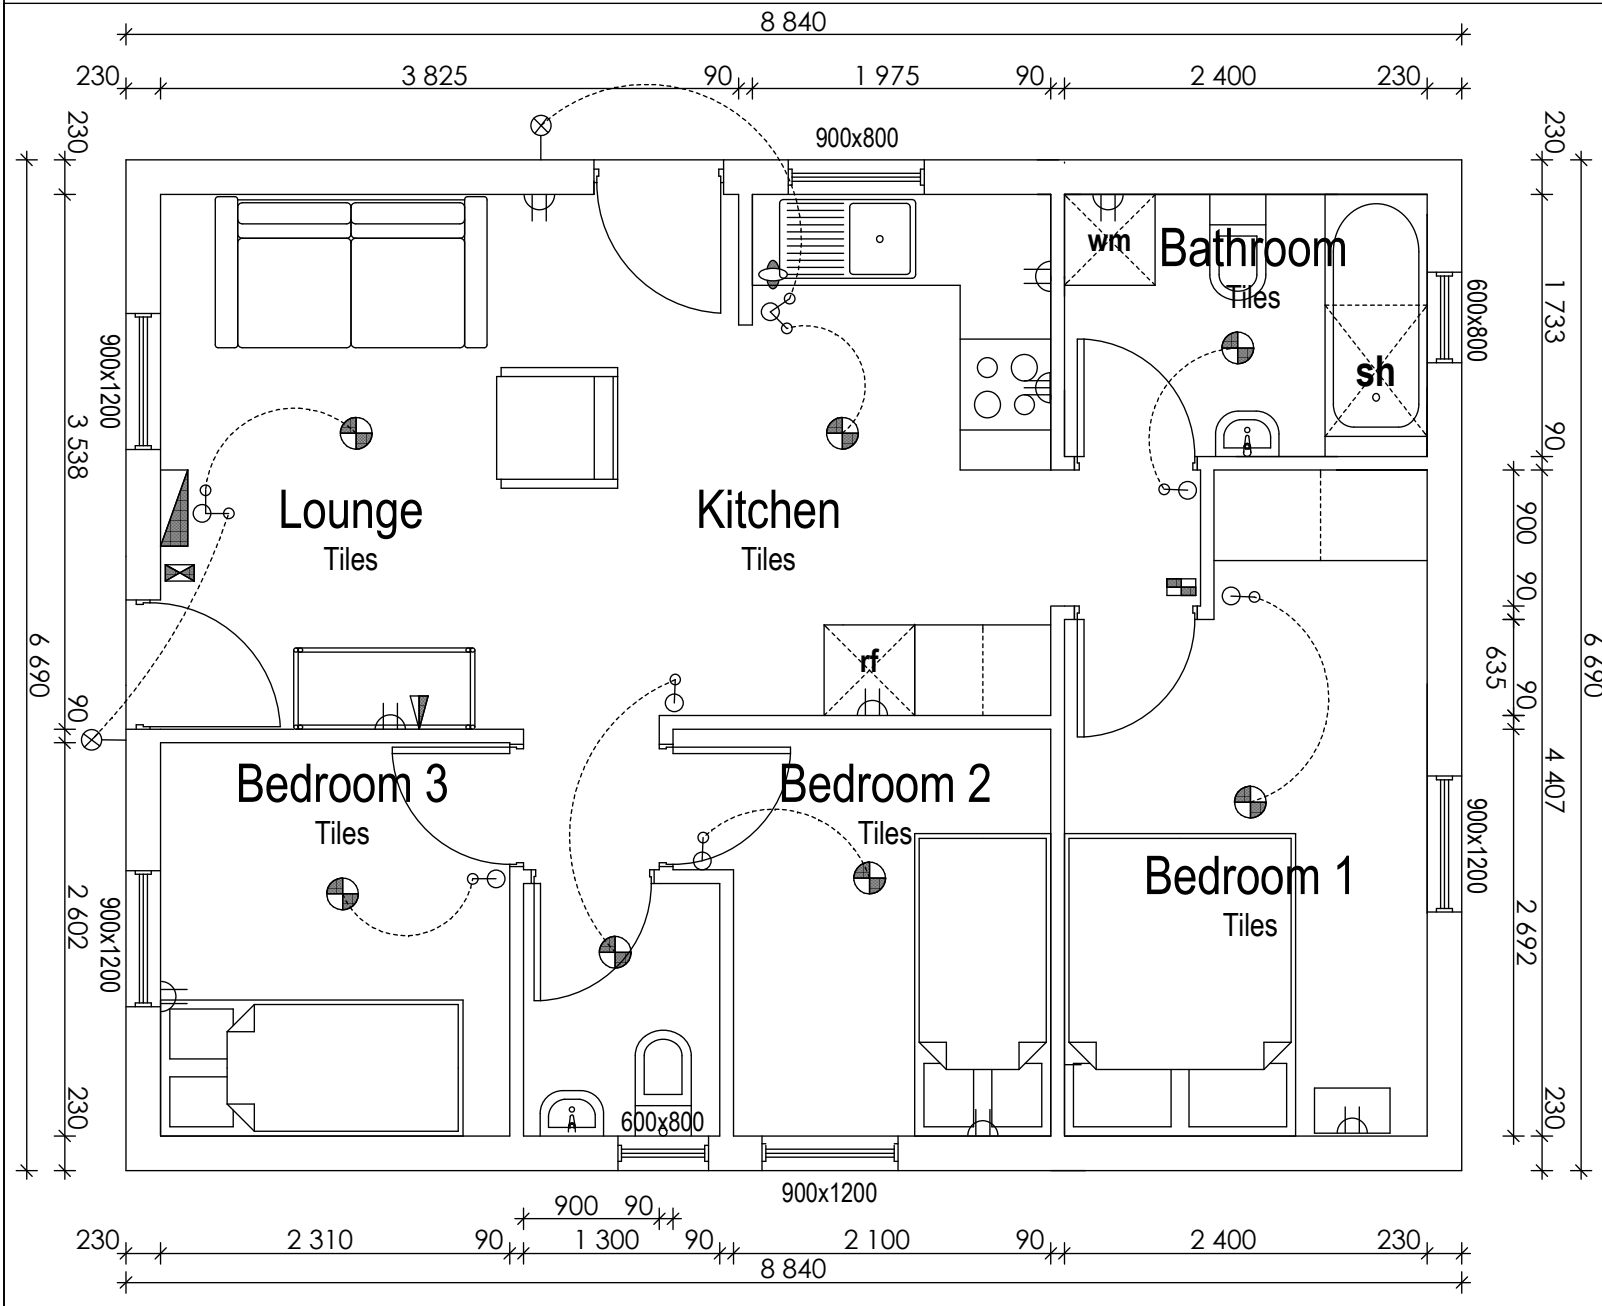 8 840
230 3 825 90 1 975 90 2 400 230
900x800
230
230
wm
Bathroom
Tiles
600x800
1 733
900x1200
3 538
sh
90
Lounge
Tiles
Kitchen
Tiles
900
90
6 690
90
rf
635
90
6 690
Bedroom 3
Tiles
Bedroom 2
Tiles
4 407
900x1200
Bedroom 1
Tiles
900x1200
2 602
2 692
230
600x800
230
900x1200
900 90
230 2 310 90 1 300 90 2 100 90 2 400 230
8 840